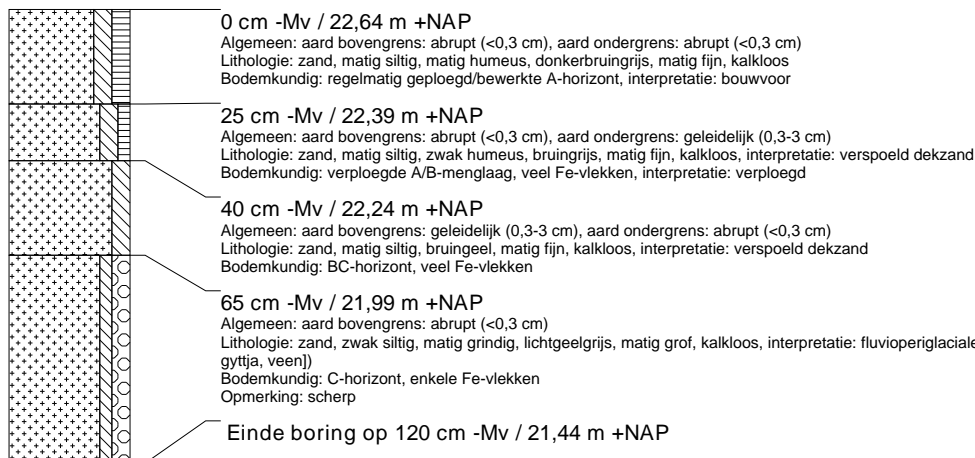 0 cm -Mv / 22,64 m +NAP
Algemeen: aard bovengrens: abrupt (<0,3 cm), aard ondergrens: abrupt (<0,3 cm)
Lithologie: zand, matig siltig, matig humeus, donkerbruingrijs, matig fijn, kalkloos
Bodemkundig: regelmatig geploegd/bewerkte A-horizont, interpretatie: bouwvoor
25 cm -Mv / 22,39 m +NAP
Algemeen: aard bovengrens: abrupt (<0,3 cm), aard ondergrens: geleidelijk (0,3-3 cm)
Lithologie: zand, matig siltig, zwak humeus, bruingrijs, matig fijn, kalkloos, interpretatie: verspoeld dekzand
Bodemkundig: verploegde A/B-menglaag, veel Fe-vlekken, interpretatie: verploegd
40 cm -Mv / 22,24 m +NAP
Algemeen: aard bovengrens: geleidelijk (0,3-3 cm), aard ondergrens: abrupt (<0,3 cm)
Lithologie: zand, matig siltig, bruingeel, matig fijn, kalkloos, interpretatie: verspoeld dekzand
Bodemkundig: BC-horizont, veel Fe-vlekken
65 cm -Mv / 21,99 m +NAP
Algemeen: aard bovengrens: abrupt (<0,3 cm)
Lithologie: zand, zwak siltig, matig grindig, lichtgeelgrijs, matig grof, kalkloos, interpretatie: fluvioperiglaciale
gyttja, veen])
Bodemkundig: C-horizont, enkele Fe-vlekken
Opmerking: scherp
Einde boring op 120 cm -Mv / 21,44 m +NAP